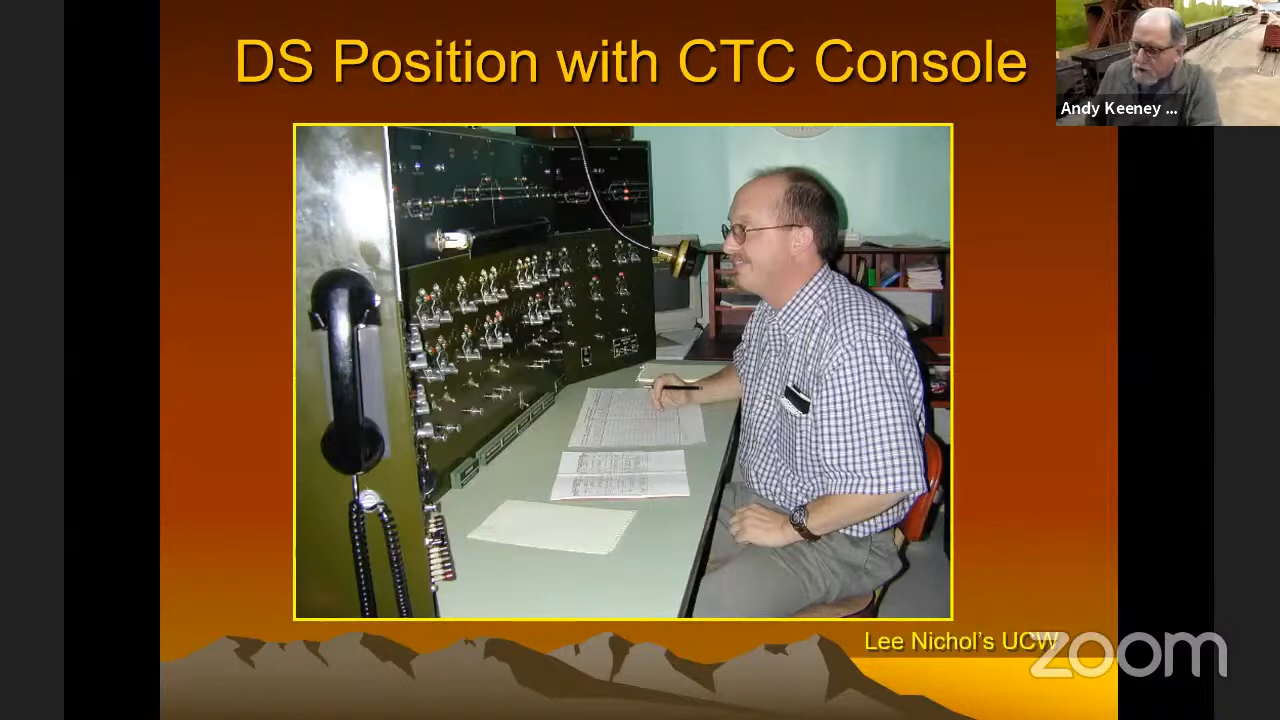 DS Position with CTC Console
Andy Keeney ...
Lee Nichol's UCW
zoom